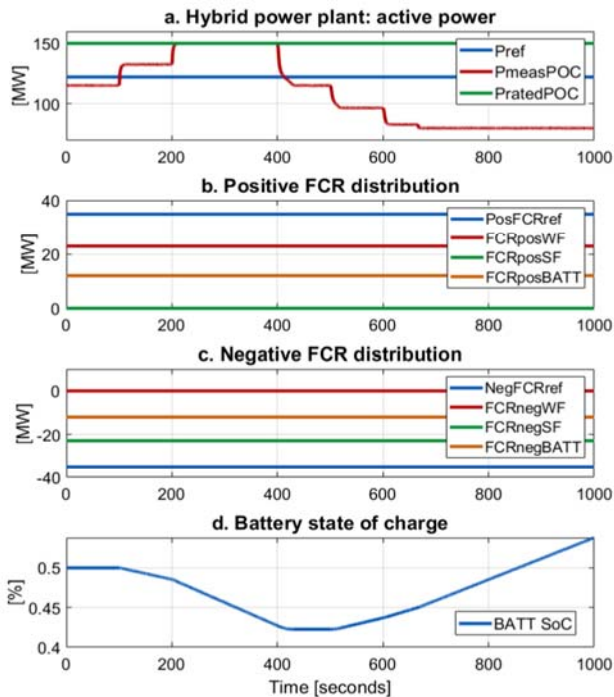 a. Hybrid power plant: active power
150
100
[MW]
Pref
PmeasPOC
PratedPOC
0 200 400 600 800 1000
b. Positive FCR distribution
40
20
0
[MW]
PosFCRref
FCRposWF
FCRposSF
FCRposBATT
0 200 400 600 800 1000
c. Negative FCR distribution
0
-20
-40
[MW]
NegFCRref
FCRnegWF
FCRnegSF
FCRnegBATT
0 200 400 600 800 1000
d. Battery state of charge
0.5
0.45
0.4
[%]
BATT SoC
0 200 400 600 800 1000
Time [seconds]